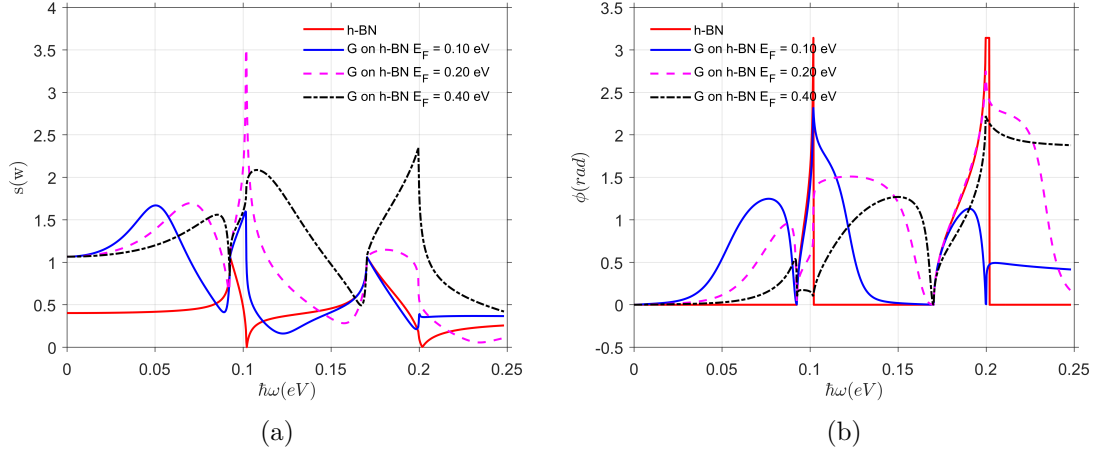 4
3.5
3
2.5
2
1.5
1
0.5
0
s(w)
0 0.05 0.1 0.15 0.2 0.25
ħω(eV)
h-BN
G on h-BN E_F = 0.10 eV
G on h-BN E_F = 0.20 eV
G on h-BN E_F = 0.40 eV
(a)
3.5
3
2.5
2
1.5
1
0.5
0
-0.5
ϕ(rad)
0 0.05 0.1 0.15 0.2 0.25
ħω(eV)
h-BN
G on h-BN E_F = 0.10 eV
G on h-BN E_F = 0.20 eV
G on h-BN E_F = 0.40 eV
(b)